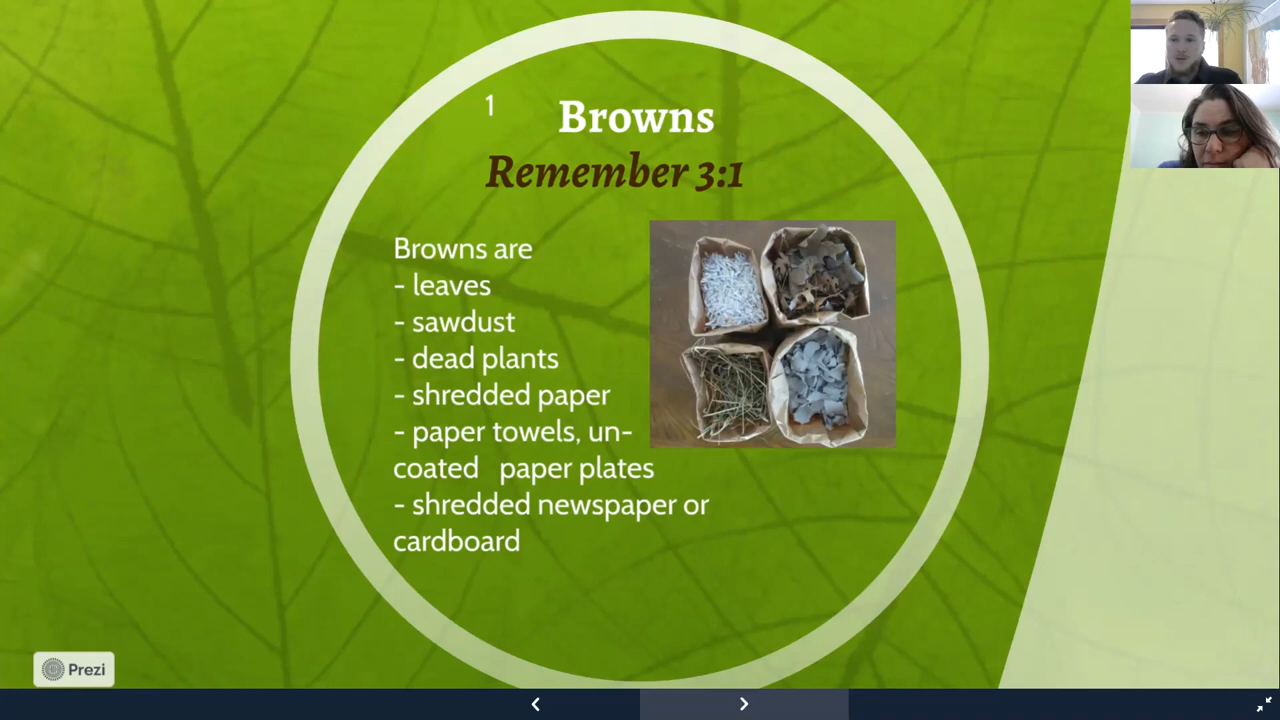 1
Browns
Remember 3:1
Browns are
- leaves
- sawdust
- dead plants
- shredded paper
- paper towels, un-
coated paper plates
- shredded newspaper or
cardboard
Prezi